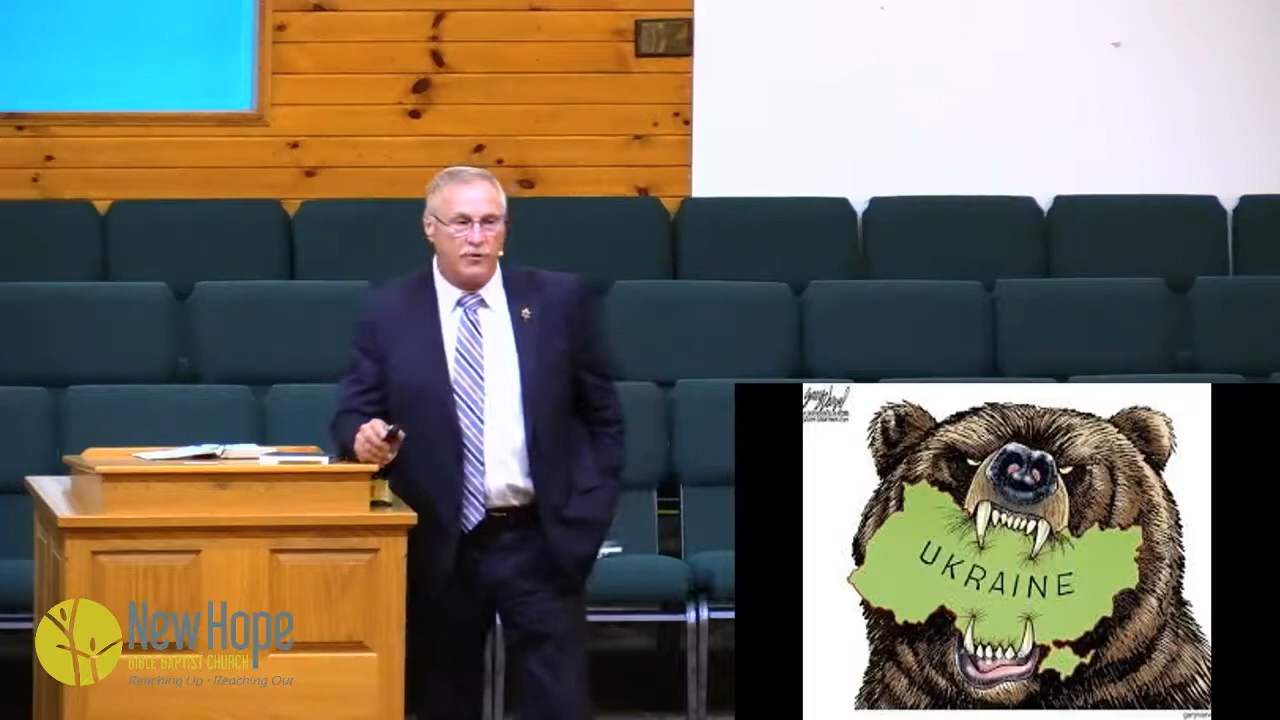 UKRAINE
New Hope
BIBLE BAPTIST CHURCH
Reaching Up · Reaching Out